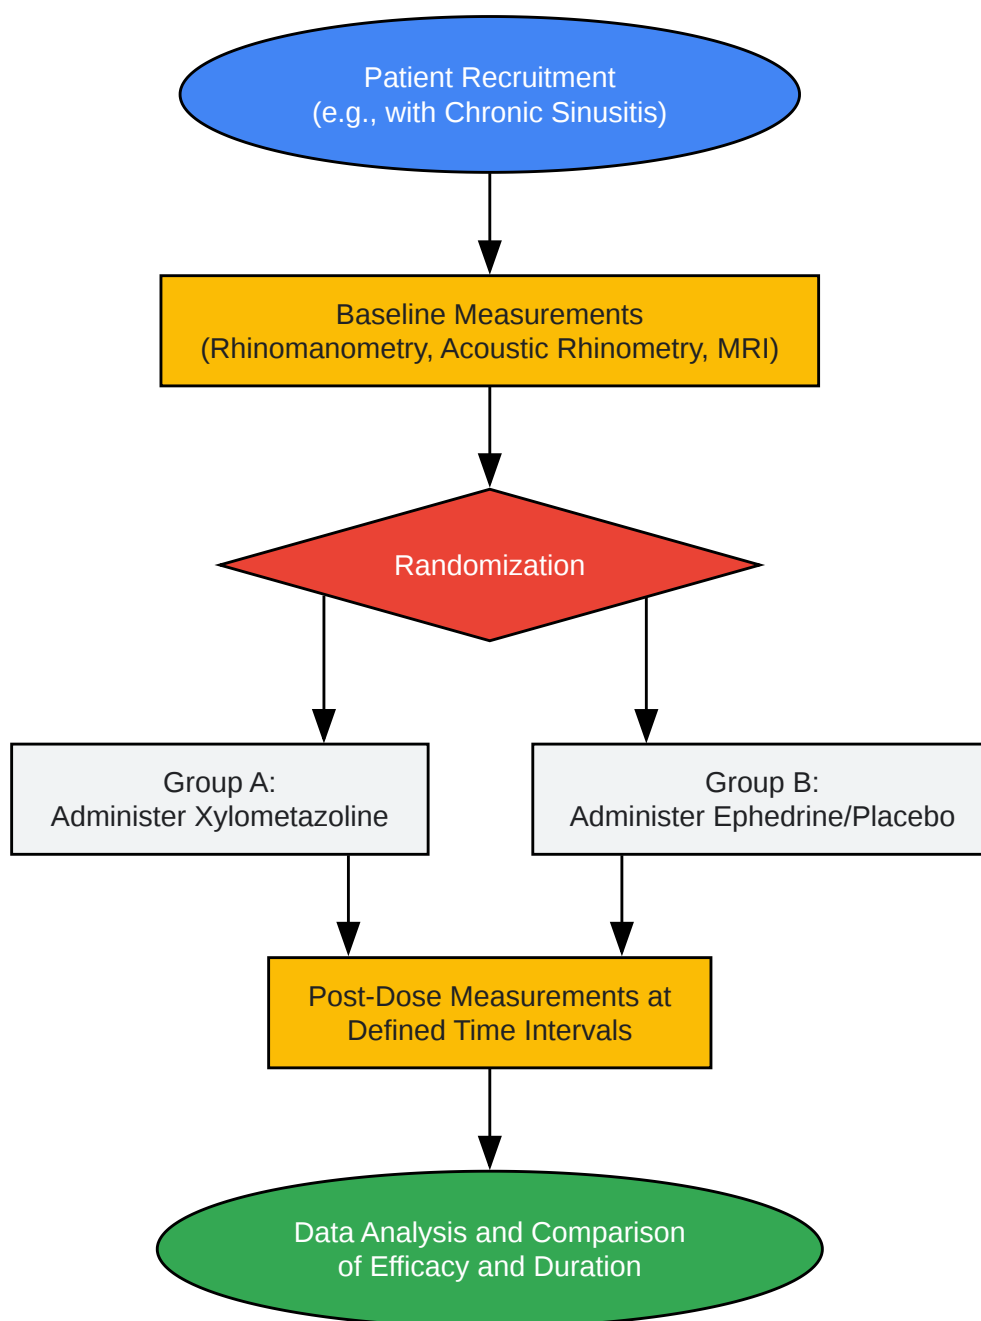 Patient Recruitment
(e.g., with Chronic Sinusitis)
Baseline Measurements
(Rhinomanometry, Acoustic Rhinometry, MRI)
Randomization
Group A:
Administer Xylometazoline
Group B:
Administer Ephedrine/Placebo
Post-Dose Measurements at
Defined Time Intervals
Data Analysis and Comparison
of Efficacy and Duration